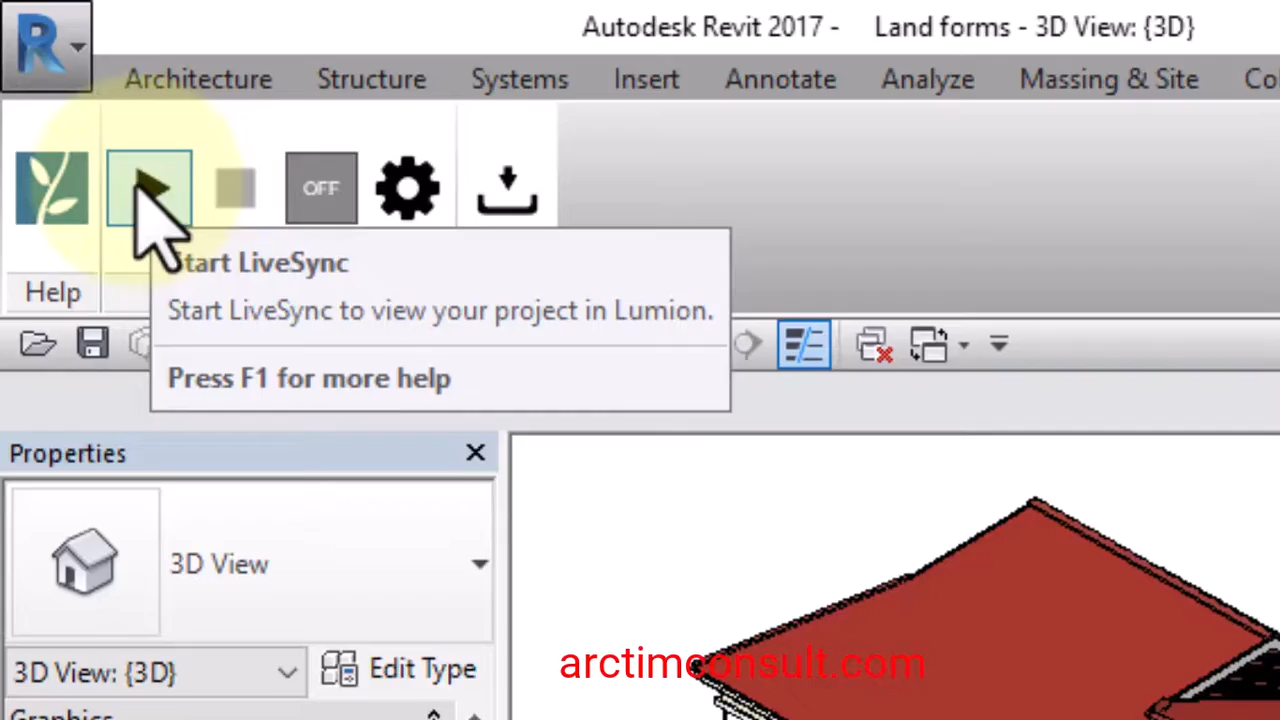 Autodesk Revit 2017 - Land forms - 3D View: {3D}
R
Architecture Structure Systems Insert Annotate Analyze Massing & Site
OFF
Help
Start LiveSync
Start LiveSync to view your project in Lumion.
Press F1 for more help
Properties
3D View
3D View: {3D} Edit Type
Graphics
arctimconsult.com